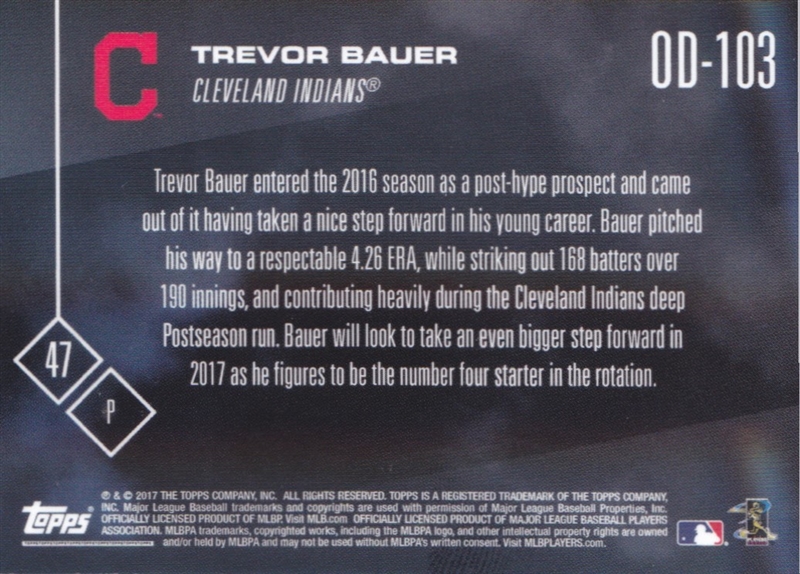 TREVOR BAUER
OD-103
CLEVELAND INDIANS®
Trevor Bauer entered the 2016 season as a post-hype prospect and came
out of it having taken a nice step forward in his young career. Bauer pitched
his way to a respectable 4.26 ERA, while striking out 168 batters over
190 innings, and contributing heavily during the Cleveland Indians deep
Postseason run. Bauer will look to take an even bigger step forward in
2017 as he figures to be the number four starter in the rotation.
47
P
® & © 2017 THE TOPPS COMPANY, INC. ALL RIGHTS RESERVED. TOPPS IS A REGISTERED TRADEMARK OF THE TOPPS COMPANY,
INC. Major League Baseball trademarks and copyrights are used with permission of Major League Baseball Properties, Inc.
OFFICIALLY LICENSED PRODUCT OF MLBP. Visit MLB.com OFFICIALLY LICENSED PRODUCT OF MAJOR LEAGUE BASEBALL PLAYERS
ASSOCIATION. MLBPA trademarks, copyrighted works, including the MLBPA logo, and other intellectual property rights are owned
and/or held by MLBPA and may not be used without MLBPA's written consent. Visit MLBPLAYERS.com.
Topps